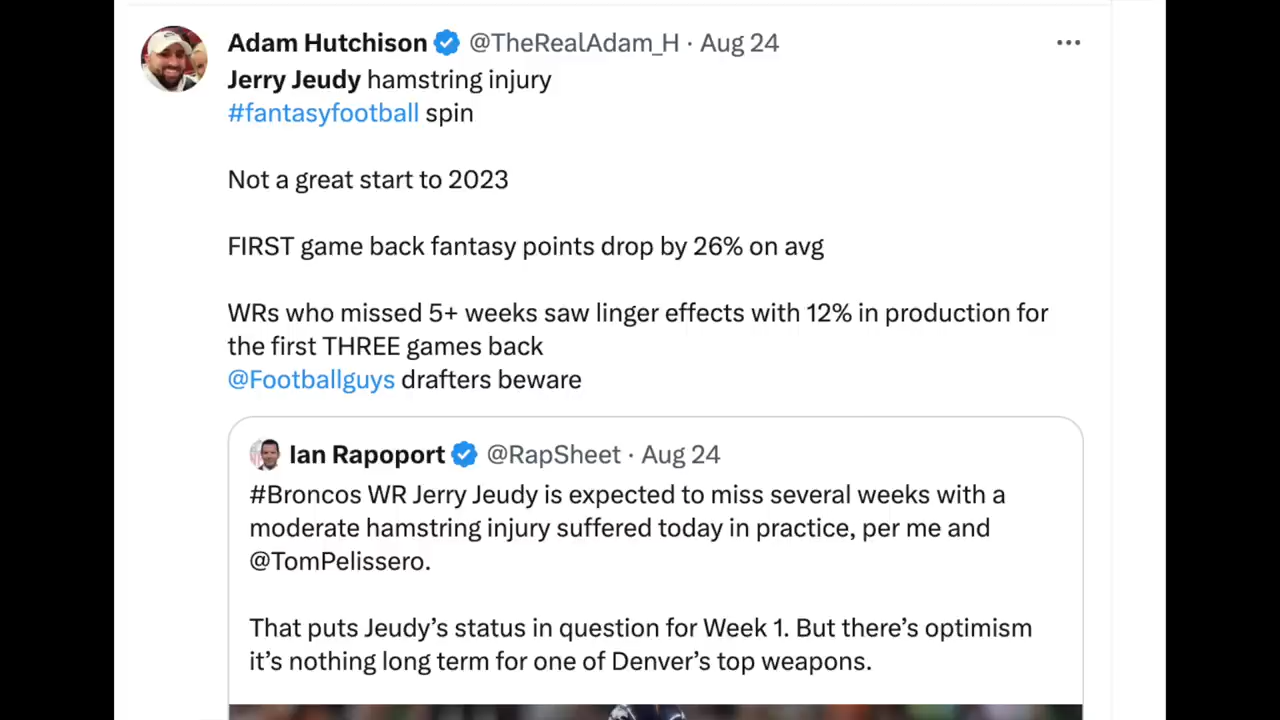 Adam Hutchison @TheRealAdam_H · Aug 24
Jerry Jeudy hamstring injury
#fantasyfootball spin
Not a great start to 2023
FIRST game back fantasy points drop by 26% on avg
WRs who missed 5+ weeks saw linger effects with 12% in production for
the first THREE games back
@Footballguys drafters beware
Ian Rapoport @RapSheet · Aug 24
#Broncos WR Jerry Jeudy is expected to miss several weeks with a
moderate hamstring injury suffered today in practice, per me and
@TomPelissero.
That puts Jeudy’s status in question for Week 1. But there’s optimism
it’s nothing long term for one of Denver’s top weapons.